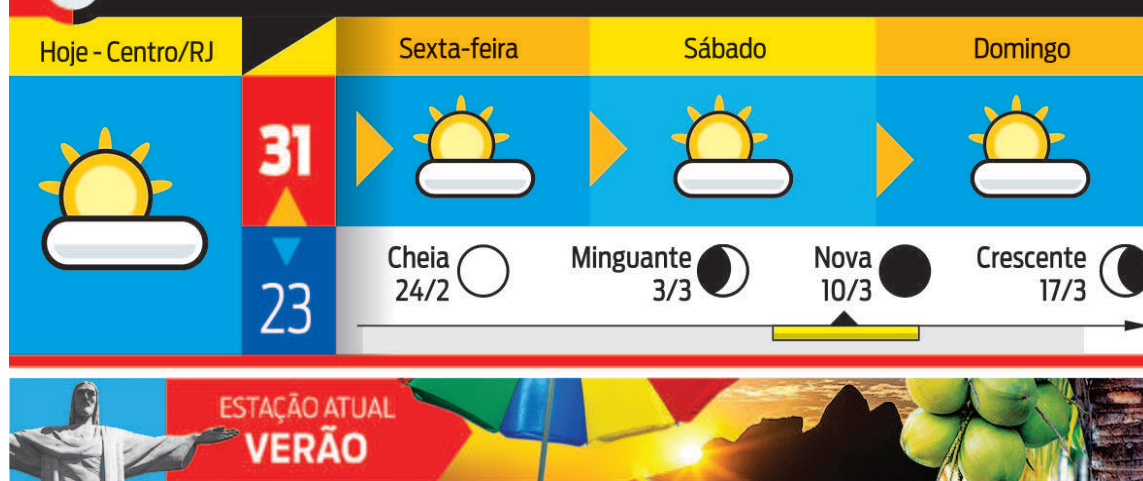 Hoje - Centro/RJ
Sexta-feira
Sábado
Domingo
31
23
Cheia
24/2
Minguante
3/3
Nova
10/3
Crescente
17/3
ESTAÇÃO ATUAL
VERÃO